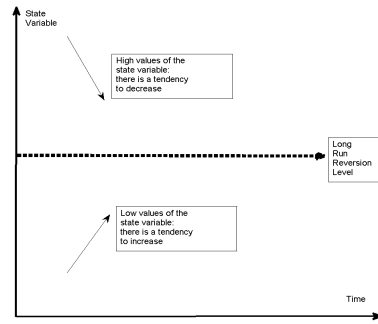 State
Variable
High values of the
state variable:
there is a tendency
to decrease
Long
Run
Reversion
Level
Low values of the
state variable:
there is a tendency
to increase
Time